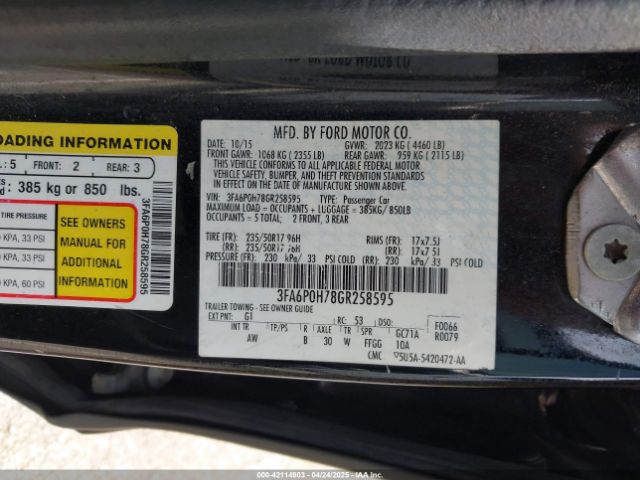 OADING INFORMATION
L: 5 FRONT: 2 REAR: 3
385 kg or 850 lbs.
TIRE PRESSURE
KPA, 33 PSI
KPA, 33 PSI
KPA, 60 PSI
SEE OWNERS
MANUAL FOR
ADDITIONAL
INFORMATION
3FA6P0H78GR258595
MFD. BY FORD MOTOR CO.
10/15 GVWR: 2023 KG ( 4460 LB)
FRONT GAWR: 1068 KG ( 2355 LB) REAR GAWR: 959 KG ( 2115 LB)
THIS VEHICLE CONFORMS TO ALL APPLICABLE FEDERAL MOTOR
VEHICLE SAFETY, BUMPER, AND THEFT PREVENTION STANDARDS
IN EFFECT ON THE DATE OF MANUFACTURE SHOWN ABOVE.
VIN: 3FA6P0H78GR258595 TYPE: Passenger Car
MAXIMUM LOAD = OCCUPANTS + LUGGAGE = 385KG/ 850LB
OCCUPANTS = 5 TOTAL: 2 FRONT, 3 REAR
TIRE (FR): 235/50R17 96H RIMS (FR): 17x7.5J
(RR): 235/50R17 96H (RR): 17x7.5J
PRESSURE (FR): 230 kPa/ 33 PSI COLD (RR): 230 kPa/ 33 PSI COLD
3FA6P0H78GR258595
TRAILER TOWING - SEE OWNER GUIDE
EXT PNT: G1 RC: 53 DSO: F0066
INT TR TP/PS R AXLE TR SPR GC71A R0079
AW B 30 W FFGG 10A
CMC 5U5A-5420472-AA
000-42114903 - 04/24/2025 - IAAI.COM